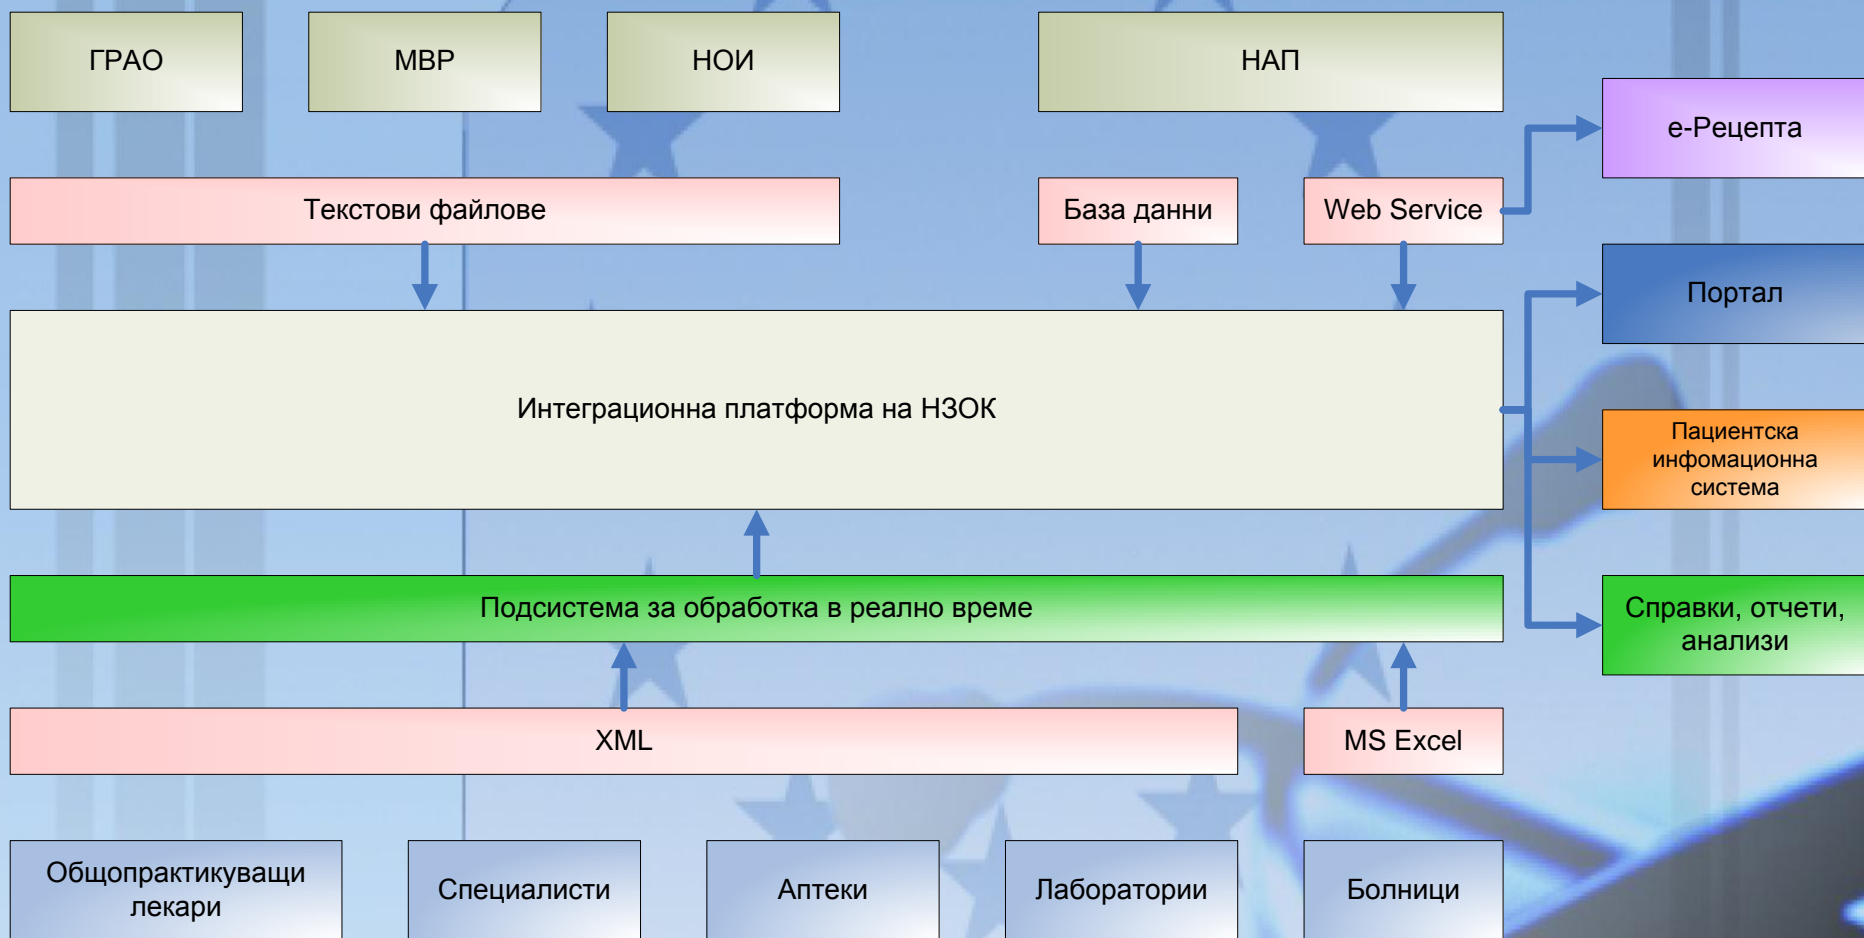 ГРАО
МВР
НОИ
НАП
е-Рецепта
Текстови файлове
База данни
Web Service
Портал
Интеграционна платформа на НЗОК
Пациентска
инфомационна
система
Подсистема за обработка в реално време
Справки, отчети,
анализи
XML
MS Excel
Общопрактикуващи
лекари
Специалисти
Аптеки
Лаборатории
Болници